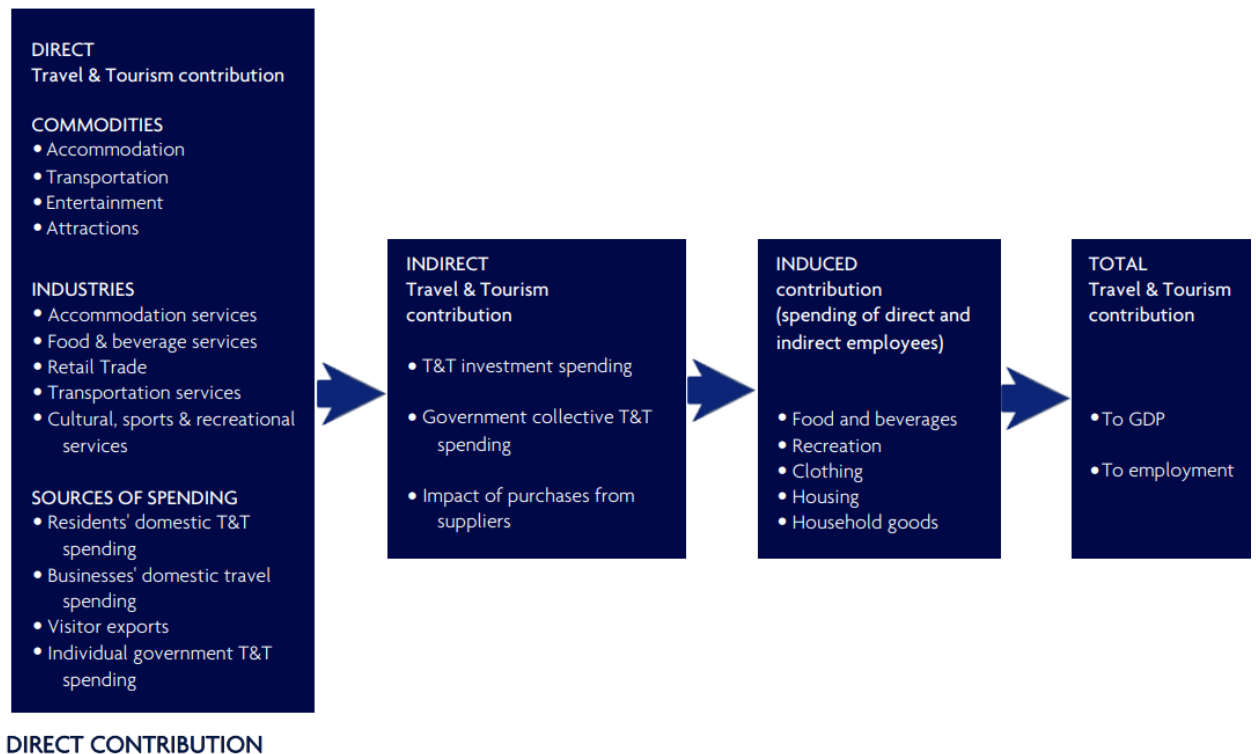 DIRECT
Travel & Tourism contribution
COMMODITIES
• Accommodation
• Transportation
• Entertainment
• Attractions
INDUSTRIES
• Accommodation services
• Food & beverage services
• Retail Trade
• Transportation services
• Cultural, sports & recreational
services
SOURCES OF SPENDING
• Residents' domestic T&T
spending
• Businesses' domestic travel
spending
• Visitor exports
• Individual government T&T
spending
INDIRECT
Travel & Tourism
contribution
• T&T investment spending
• Government collective T&T
spending
• Impact of purchases from
suppliers
INDUCED
contribution
(spending of direct and
indirect employees)
• Food and beverages
• Recreation
• Clothing
• Housing
• Household goods
TOTAL
Travel & Tourism
contribution
• To GDP
• To employment
DIRECT CONTRIBUTION